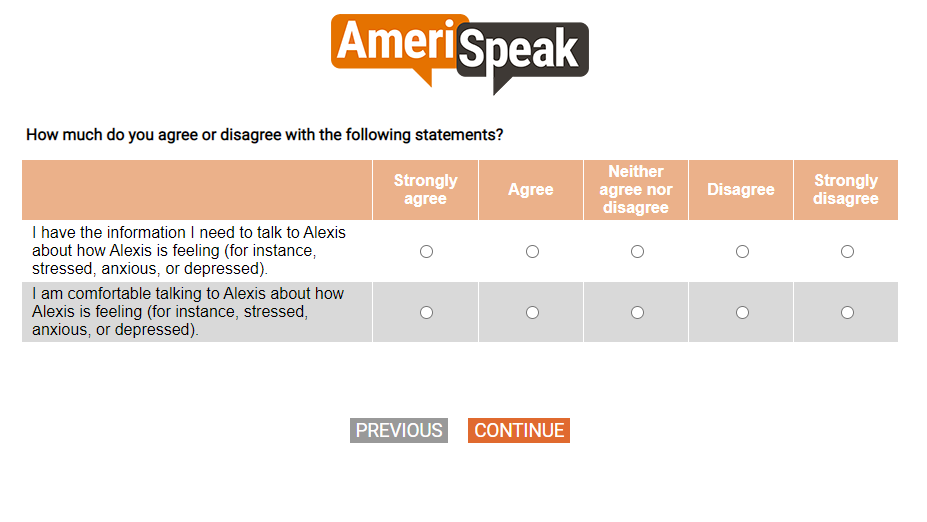 AmeriSpeak
How much do you agree or disagree with the following statements?
Strongly agree
Agree
Neither agree nor disagree
Disagree
Strongly disagree
I have the information I need to talk to Alexis
about how Alexis is feeling (for instance,
stressed, anxious, or depressed).
I am comfortable talking to Alexis about how
Alexis is feeling (for instance, stressed,
anxious, or depressed).
PREVIOUS
CONTINUE